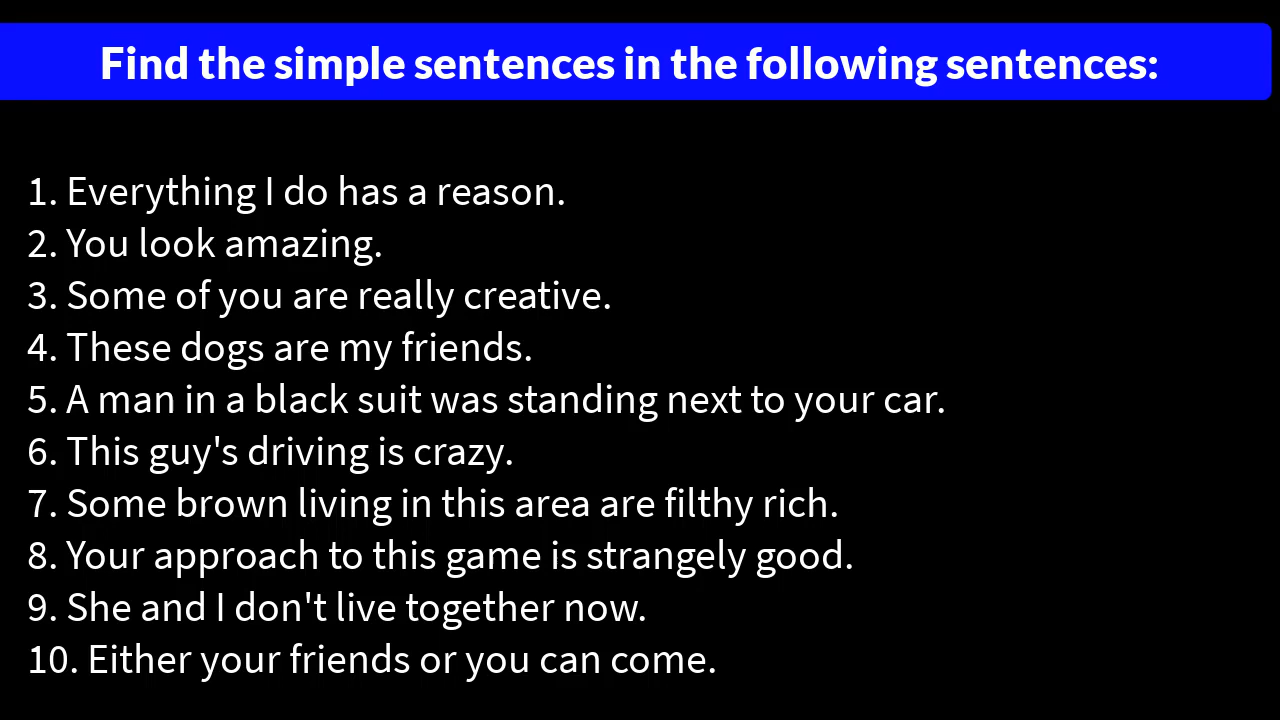 Find the simple sentences in the following sentences:
1. Everything I do has a reason.
2. You look amazing.
3. Some of you are really creative.
4. These dogs are my friends.
5. A man in a black suit was standing next to your car.
6. This guy's driving is crazy.
7. Some brown living in this area are filthy rich.
8. Your approach to this game is strangely good.
9. She and I don't live together now.
10. Either your friends or you can come.